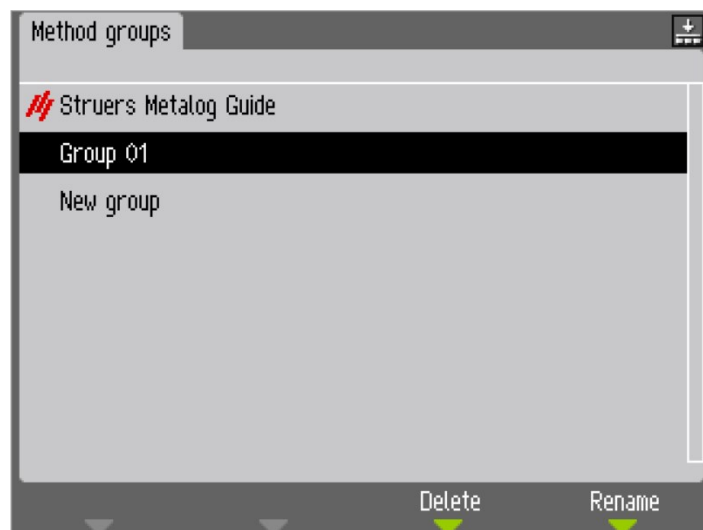 Method groups
Struers Metalog Guide
Group 01
New group
Delete Rename